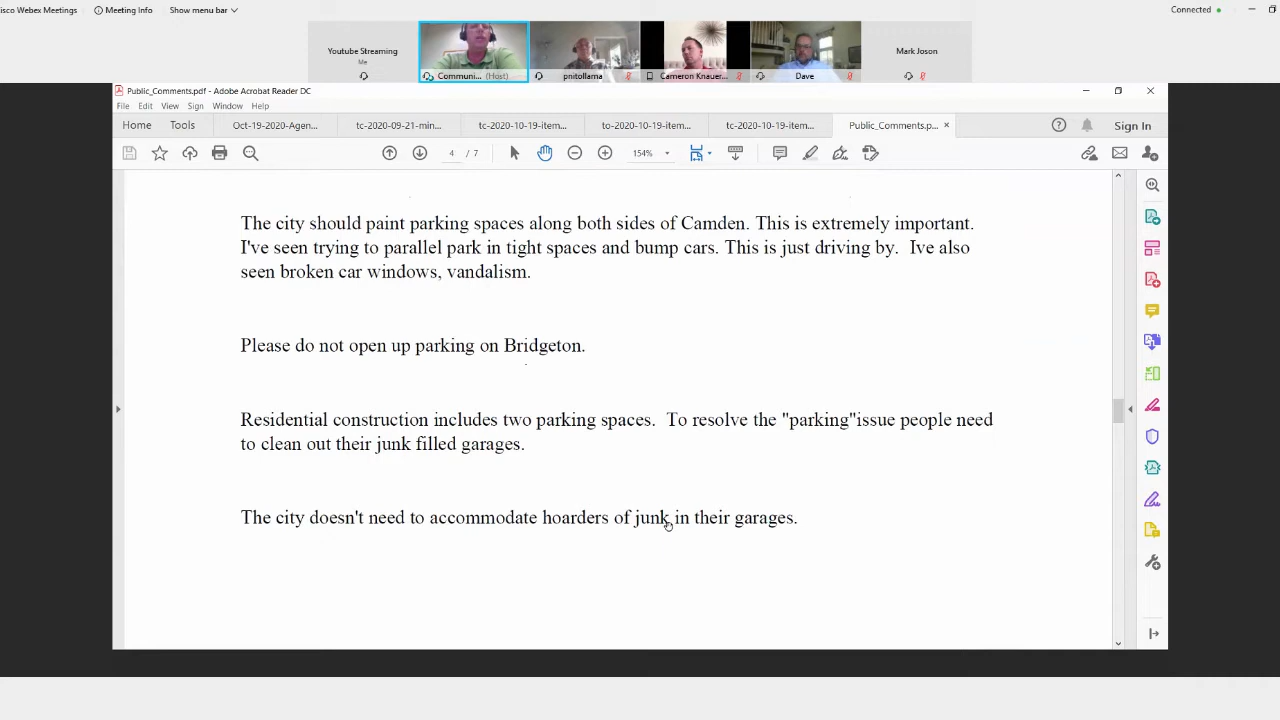 isco Webex Meetings
Meeting Info
Show menu bar
Connected
Youtube Streaming
Me
Communi... (Host)
pnitollama
Cameron Knauer...
Dave
Mark Joson
Public_Comments.pdf - Adobe Acrobat Reader DC
File Edit View Sign Window Help
Home Tools Oct-19-2020-Agen... tc-2020-09-21-min... tc-2020-10-19-item... to-2020-10-19-item... tc-2020-10-19-item... Public_Comments.p... Sign In
4 / 7 154%
The city should paint parking spaces along both sides of Camden. This is extremely important.
I've seen trying to parallel park in tight spaces and bump cars. This is just driving by. Ive also
seen broken car windows, vandalism.
Please do not open up parking on Bridgeton.
Residential construction includes two parking spaces. To resolve the "parking"issue people need
to clean out their junk filled garages.
The city doesn't need to accommodate hoarders of junk in their garages.